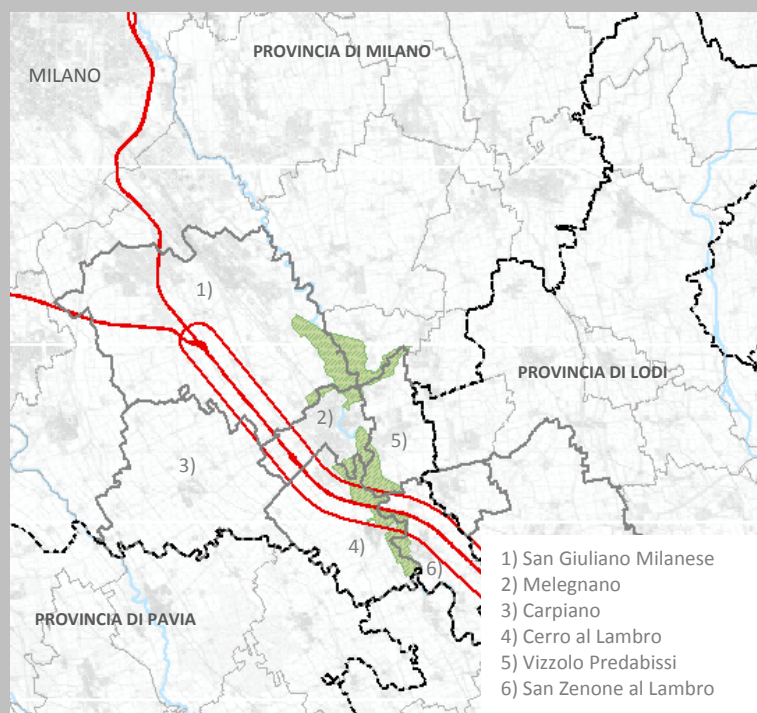 PROVINCIA DI MILANO
MILANO
1)
PROVINCIA DI LODI
2)
5)
3)
4)
6)
PROVINCIA DI PAVIA
1) San Giuliano Milanese
2) Melegnano
3) Carpiano
4) Cerro al Lambro
5) Vizzolo Predabissi
6) San Zenone al Lambro